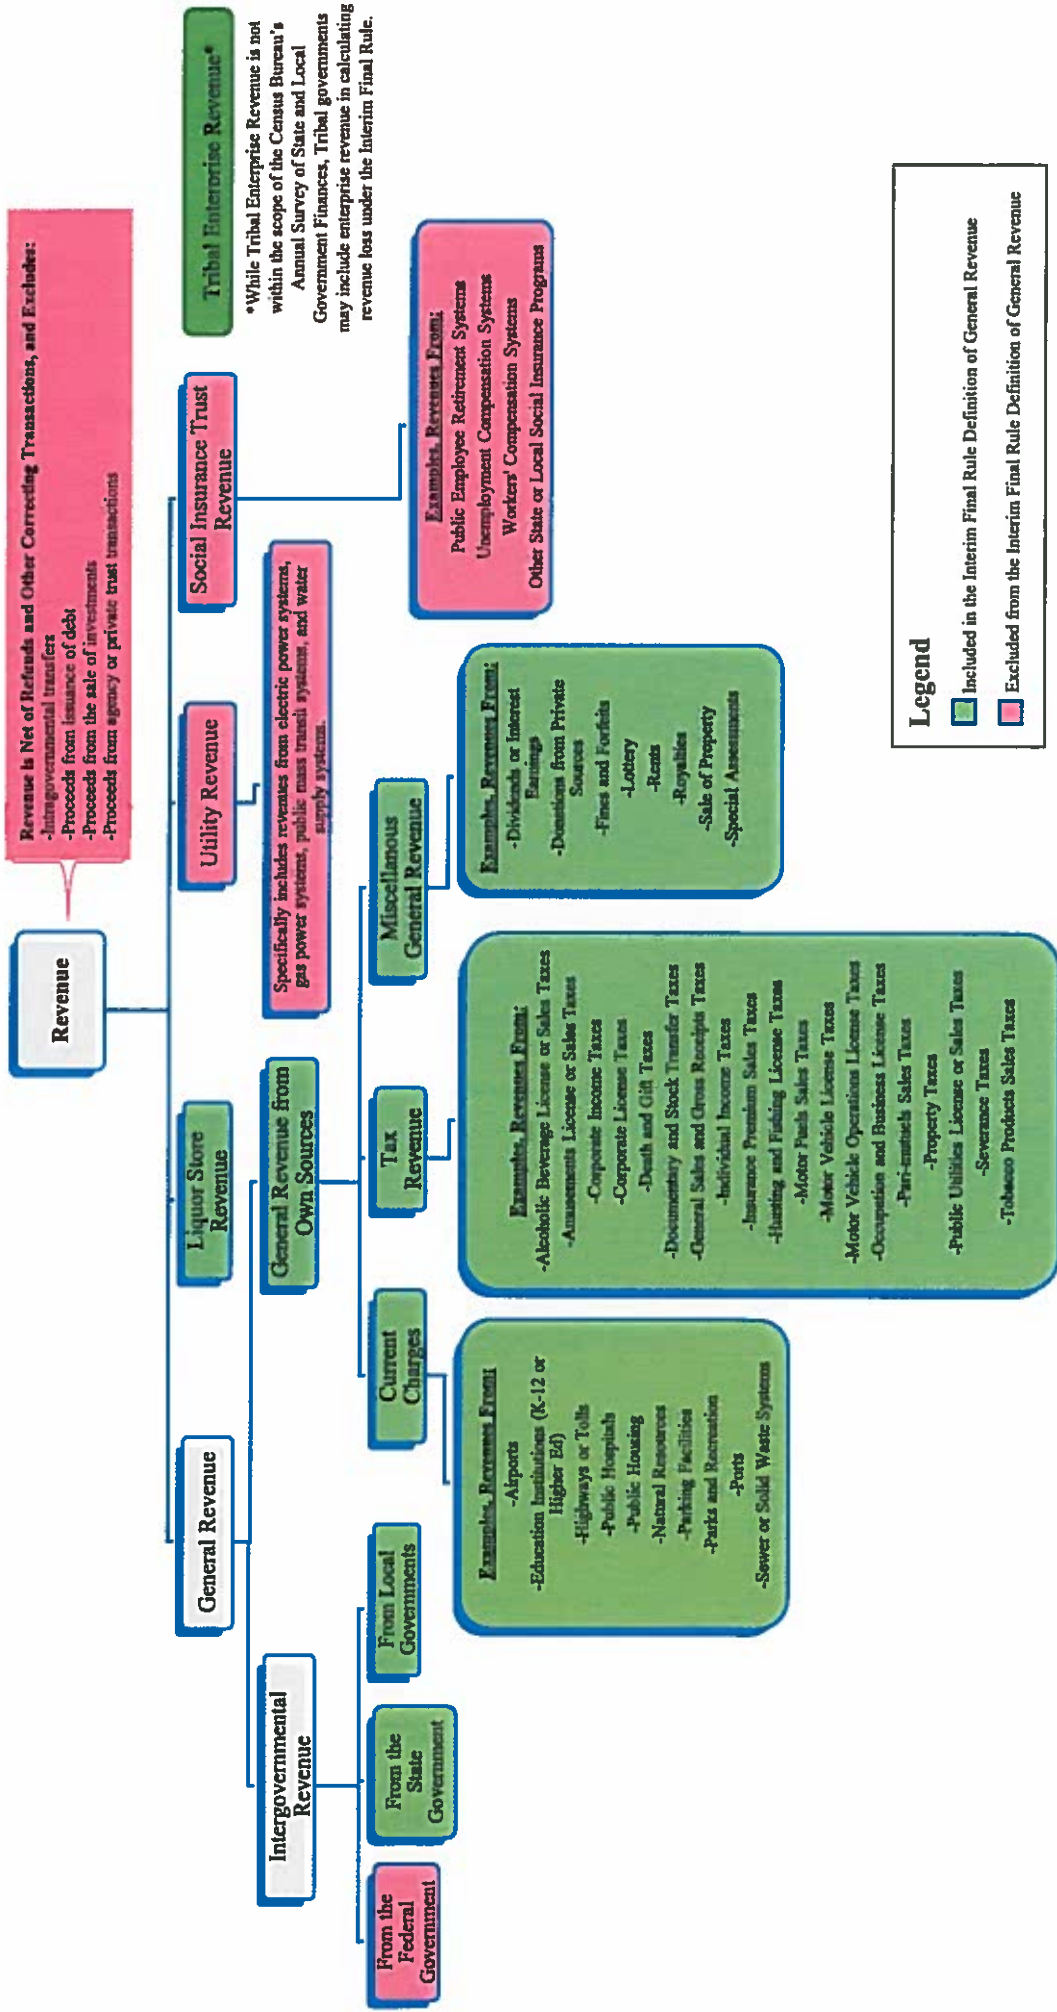 Revenue
Revenue is Net of Refunds and Other Correcting Transactions, and Excludes:
-Intragovernmental transfers
-Proceeds from issuance of debt
-Proceeds from the sale of investments
-Proceeds from agency or private trust transactions
General Revenue
Liquor Store
Revenue
Utility Revenue
Social Insurance Trust
Revenue
Tribal Enterprise Revenue*
*While Tribal Enterprise Revenue is not
within the scope of the Census Bureau's
Annual Survey of State and Local
Government Finances, Tribal governments
may include enterprise revenue in calculating
revenue loss under the Interim Final Rule.
Intergovernmental
Revenue
General Revenue from
Own Sources
Specifically includes revenues from electric power systems,
gas power systems, public mass transit systems, and water
supply systems.
From the
Federal
Government
From the
State
Government
From Local
Governments
Current
Charges
Tax
Revenue
Miscellanous
General Revenue
Examples, Revenues From:
Public Employee Retirement Systems
Unemployment Compensation Systems
Workers' Compensation Systems
Other State or Local Social Insurance Programs
Examples, Revenues From:
-Airports
-Education Institutions (K-12 or
Higher Ed)
-Highways or Tolls
-Public Hospitals
-Public Housing
-Natural Resources
-Parking Facilities
-Parks and Recreation
-Ports
-Sewer or Solid Waste Systems
Examples, Revenues From:
-Alcoholic Beverage License or Sales Taxes
-Amusements License or Sales Taxes
-Corporate Income Taxes
-Corporate License Taxes
-Death and Gift Taxes
-Documentary and Stock Transfer Taxes
-General Sales and Gross Receipts Taxes
-Individual Income Taxes
-Insurance Premium Sales Taxes
-Hunting and Fishing License Taxes
-Motor Fuels Sales Taxes
-Motor Vehicle License Taxes
-Motor Vehicle Operations License Taxes
-Occupation and Business License Taxes
-Pari-mutuels Sales Taxes
-Property Taxes
-Public Utilities License or Sales Taxes
-Severance Taxes
-Tobacco Products Sales Taxes
Examples, Revenues From:
-Dividends or Interest
Earnings
-Donations from Private
Sources
-Fines and Forfeits
-Lottery
-Rents
-Royalties
-Sale of Property
-Special Assessments
Legend
Included in the Interim Final Rule Definition of General Revenue
Excluded from the Interim Final Rule Definition of General Revenue